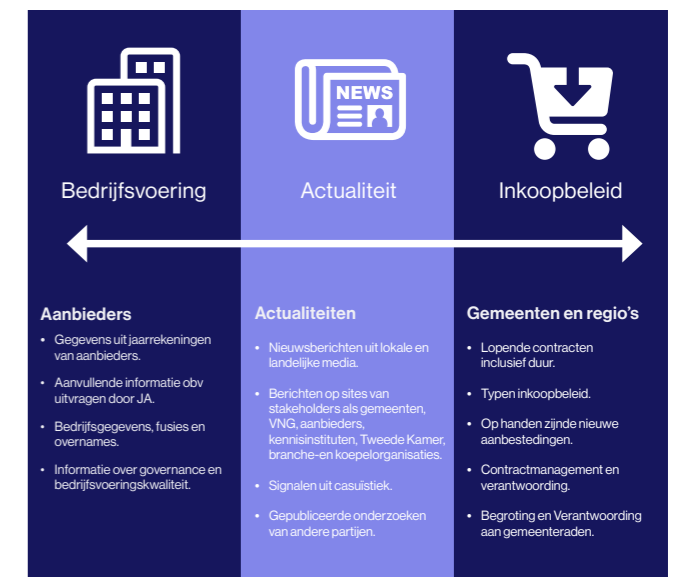 Bedrijfsvoering
NEWS
Actualiteit
Inkoopbeleid
Aanbieders
• Gegevens uit jaarrekeningen
van aanbieders.
• Aanvullende informatie obv
uitvragen door JA.
• Bedrijfsgegevens, fusies en
overnames.
• Informatie over governance en
bedrijfsvoeringskwaliteit.
Actualiteiten
• Nieuwsberichten uit lokale en
landelijke media.
• Berichten op sites van
stakeholders als gemeenten,
VNG, aanbieders,
kennisinstituten, Tweede Kamer,
branche-en koepelorganisaties.
• Signalen uit casuïstiek.
• Gepubliceerde onderzoeken
van andere partijen.
Gemeenten en regio's
• Lopende contracten
inclusief duur.
• Typen inkoopbeleid.
• Op handen zijnde nieuwe
aanbestedingen.
• Contractmanagement en
verantwoording.
• Begroting en Verantwoording
aan gemeenteraden.